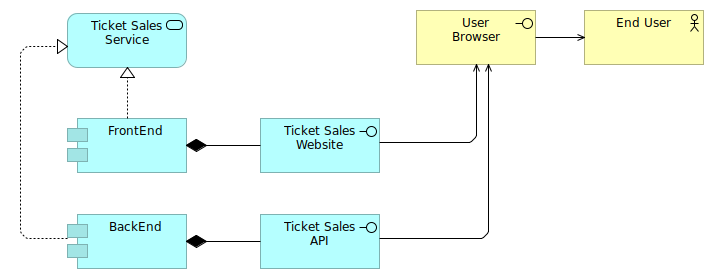 Ticket Sales
Service
User
Browser
End User
FrontEnd
Ticket Sales
Website
BackEnd
Ticket Sales
API